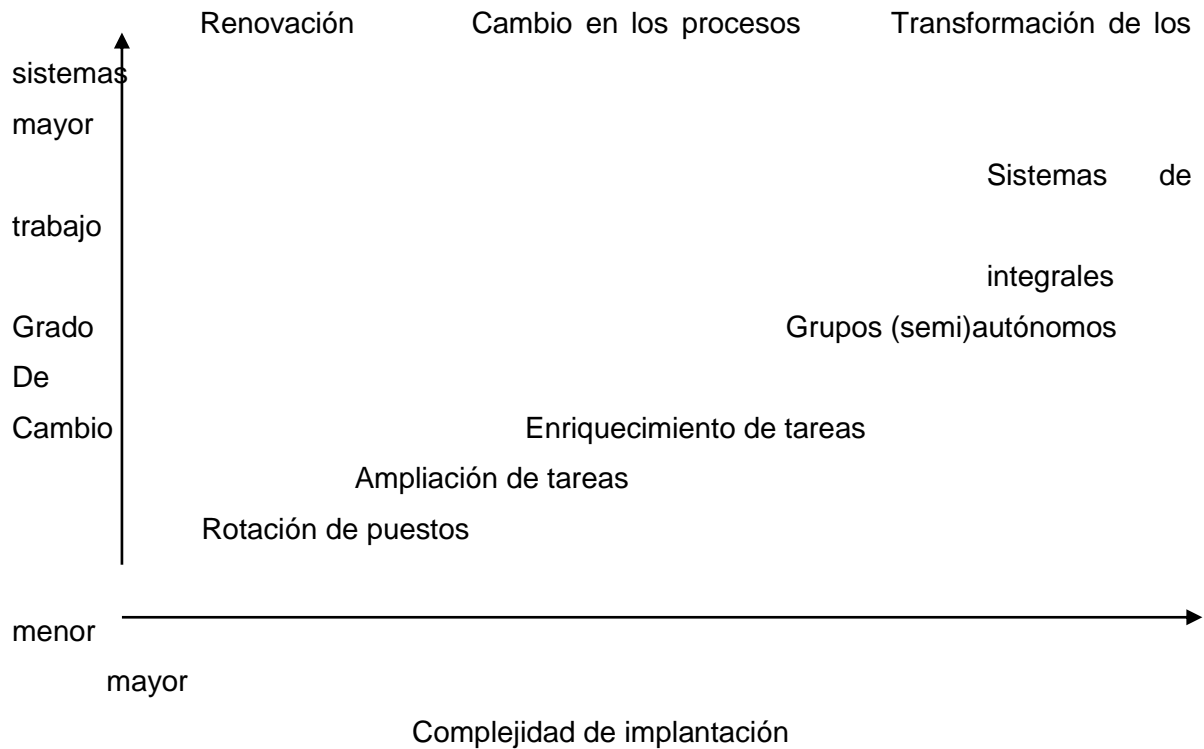 Renovación Cambio en los procesos Transformación de los
sistemas
mayor
Sistemas de
trabajo
integrales
Grado Grupos (semi)autónomos
De
Cambio Enriquecimiento de tareas
Ampliación de tareas
Rotación de puestos
menor
mayor
Complejidad de implantación